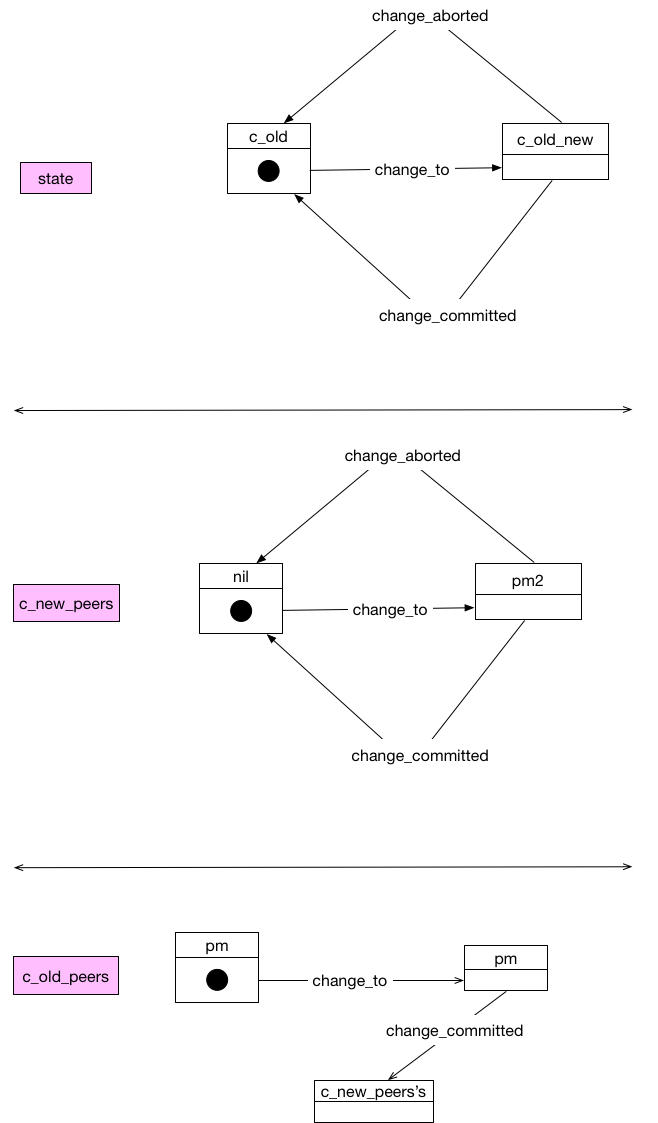 change_aborted
c_old
c_old_new
state
change_to
change_committed
change_aborted
nil
pm2
c_new_peers
change_to
change_committed
pm
pm
c_old_peers
change_to
change_committed
c_new_peers's